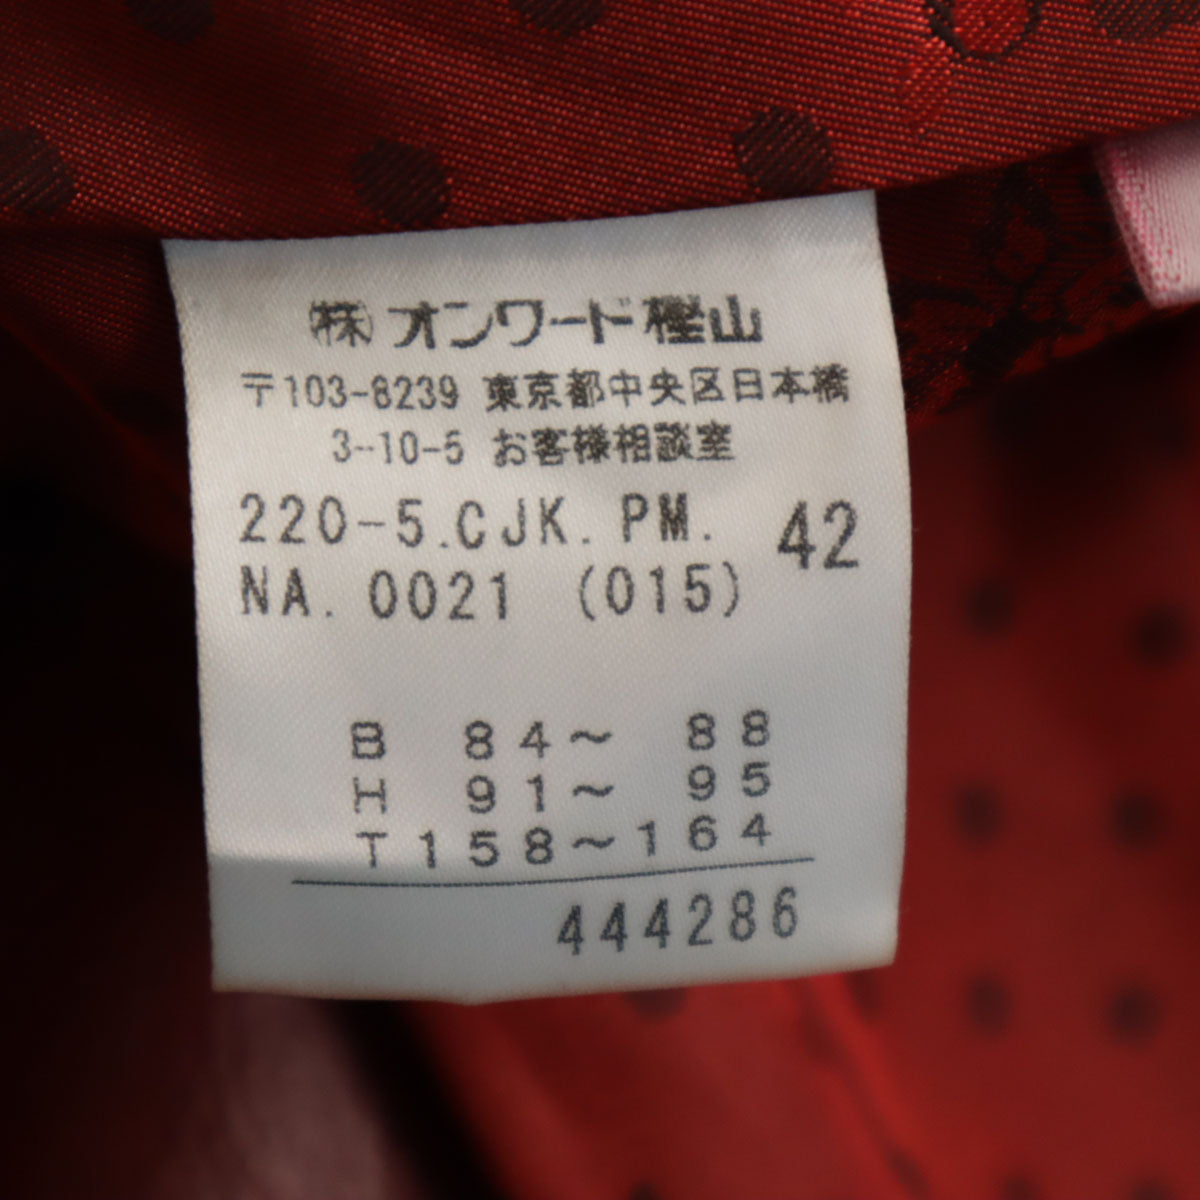 ㈱オンワード樫山
〒103-8239 東京都中央区日本橋
3-10-5 お客様相談室
220-5.CJK.PM. 42
NA.0021 (015)
B 84～ 88
H 91～ 95
T158～164
444286